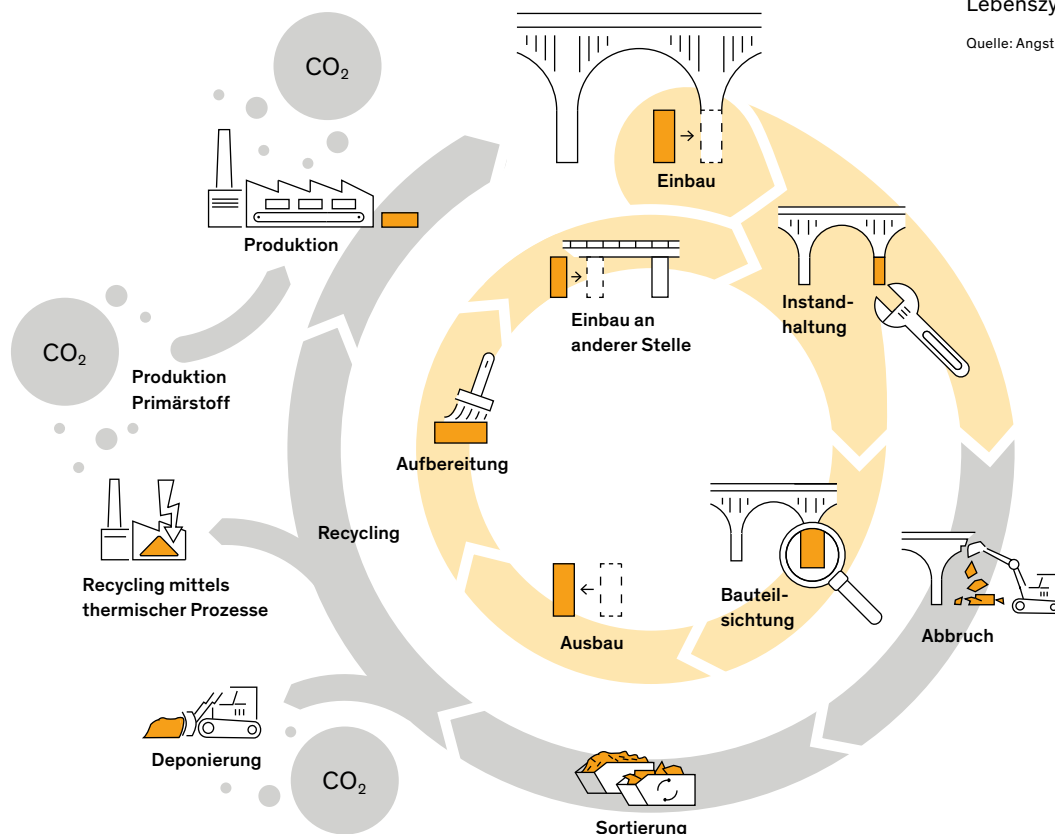 Lebenszy
Quelle: Angst
CO₂
Einbau
Produktion
Einbau an
anderer Stelle
Instand-
haltung
CO₂
Produktion
Primärstoff
Aufbereitung
Recycling
Recycling mittels
thermischer Prozesse
Bauteil-
sichtung
Ausbau
Abbruch
Deponierung
CO₂
Sortierung